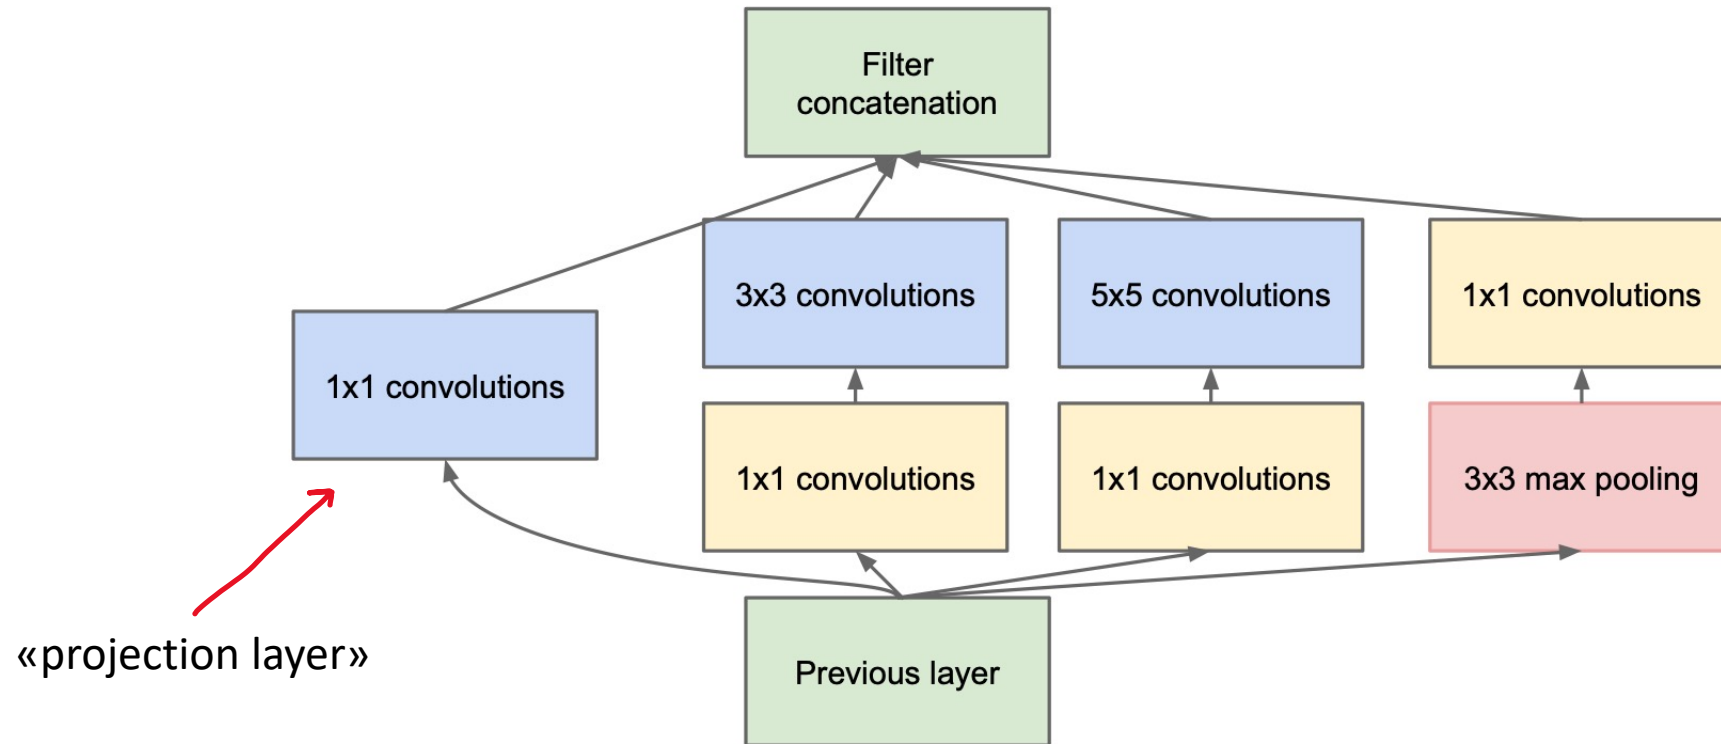 Filter
concatenation
3x3 convolutions
5x5 convolutions
1x1 convolutions
1x1 convolutions
1x1 convolutions
1x1 convolutions
3x3 max pooling
«projection layer»
Previous layer